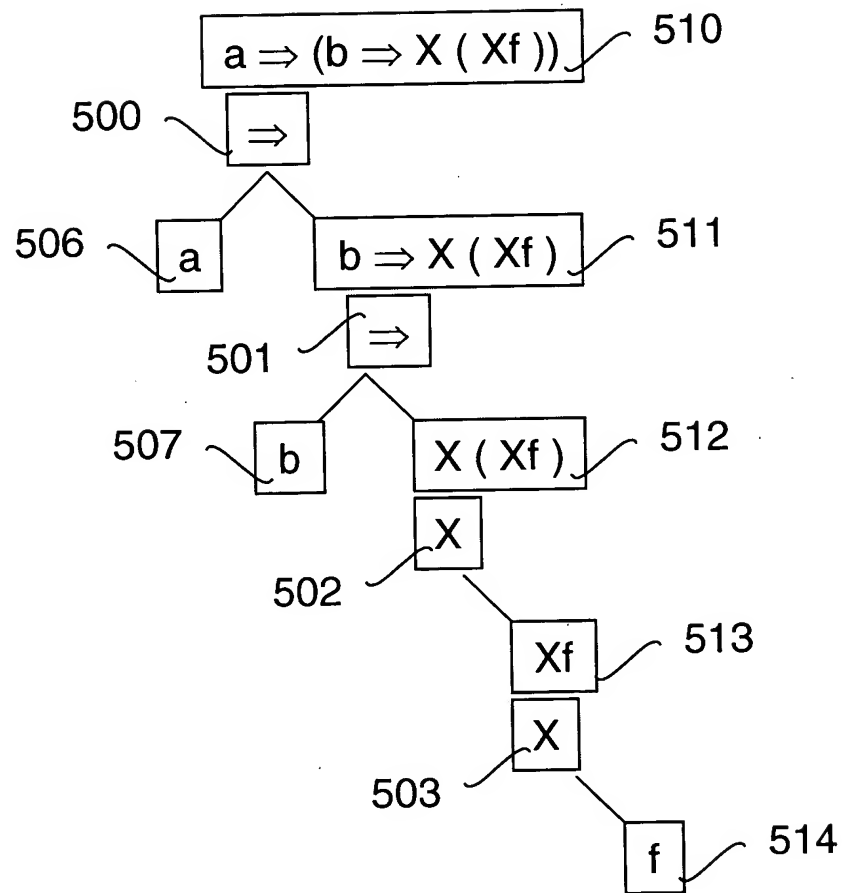 a ⇒ (b ⇒ X ( Xf )) 510
500 ⇒
506 a b ⇒ X ( Xf ) 511
501 ⇒
507 b X ( Xf ) 512
X
502
Xf 513
X
503
f 514